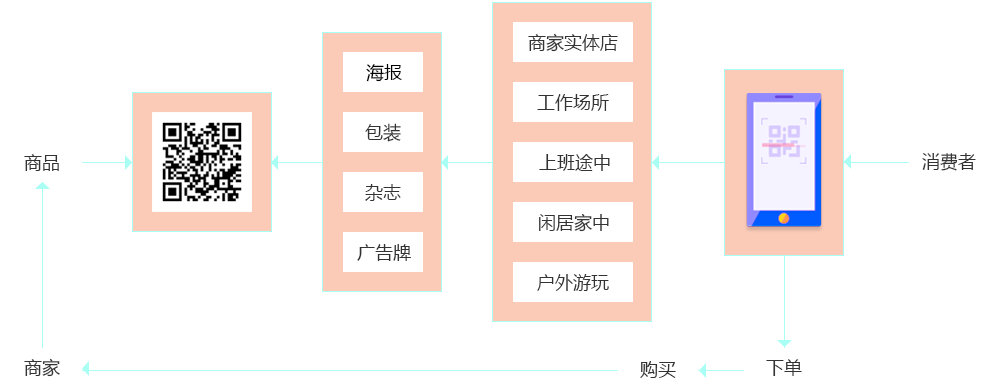 商品
海报
包装
杂志
广告牌
商家实体店
工作场所
上班途中
闲居家中
户外游玩
消费者
商家
购买
下单